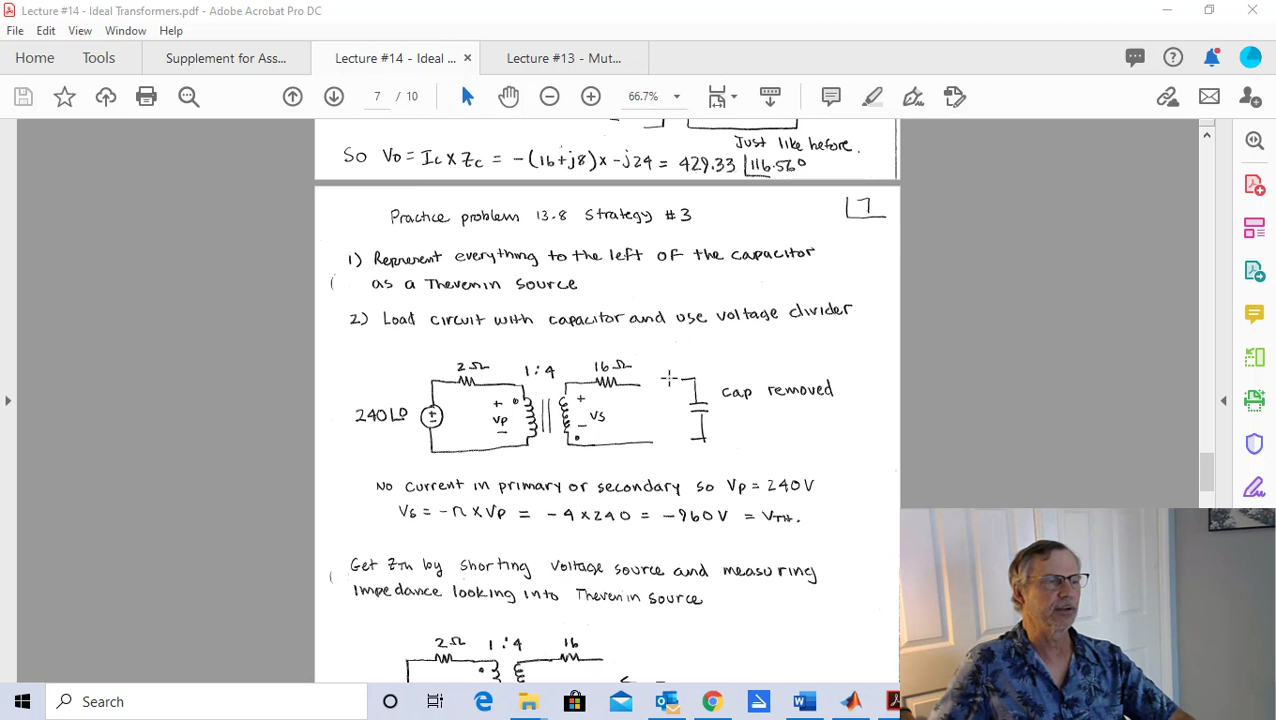 Lecture #14 - Ideal Transformers.pdf - Adobe Acrobat Pro DC
File Edit View Window Help
Home Tools Supplement for Ass... Lecture #14 - Ideal ... × Lecture #13 - Mut...
7 / 10 66.7%
Just like before.
So Vo = Ic x Zc = -(16+j8) x -j24 = 429.33 ∠116.56°
Practice problem 13.8 Strategy #3
7
1) Represent everything to the left of the capacitor
as a Thevenin source
2) Load circuit with capacitor and use voltage divider
2Ω 1:4 16Ω
240∠0 + - + Vp - + Vs - cap removed
No current in primary or secondary so Vp = 240V
Vs = -n x Vp = -4 x 240 = -960V = VTH.
Get ZTH by shorting voltage source and measuring
impedance looking into Thevenin source
2Ω 1:4 16
Search